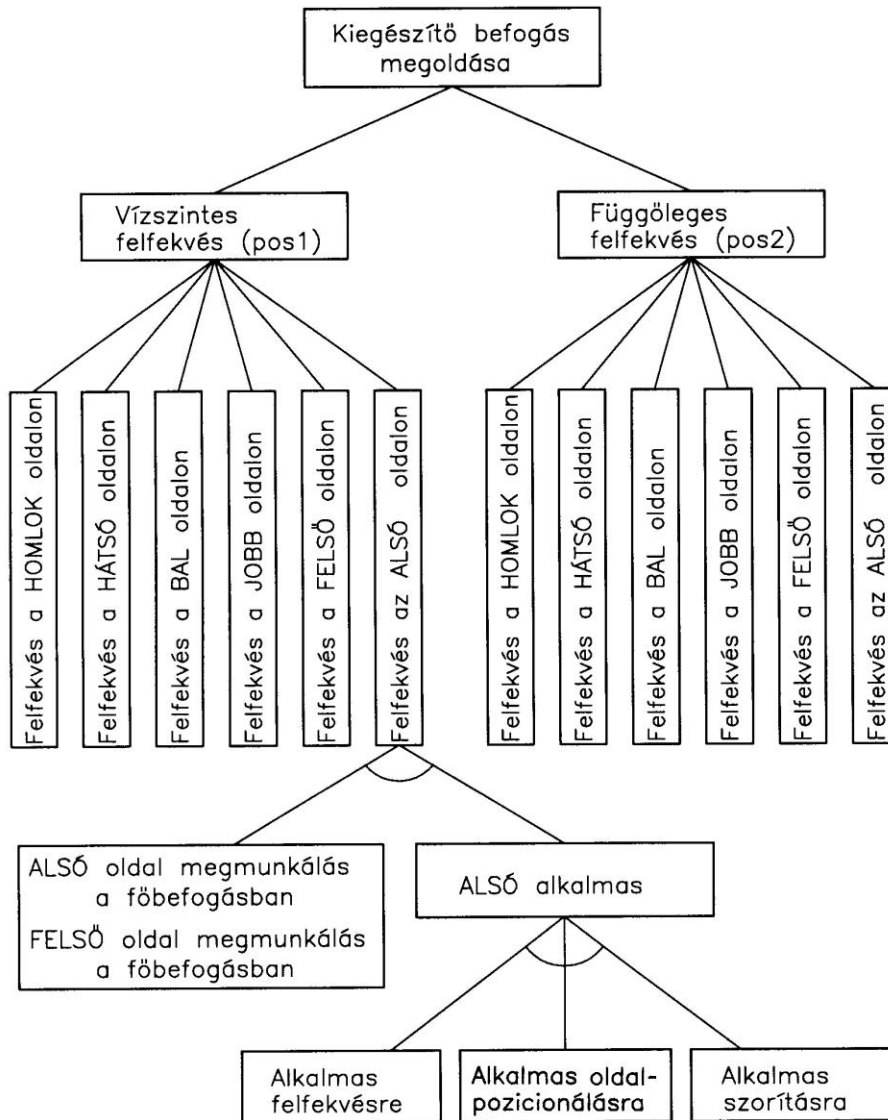 Kiegészítő befogás
megoldása
Vízszintes
felfekvés (pos1)
Függőleges
felfekvés (pos2)
Felfekvés a HOMLOK oldalon
Felfekvés a HÁTSÓ oldalon
Felfekvés a BAL oldalon
Felfekvés a JOBB oldalon
Felfekvés a FELSŐ oldalon
Felfekvés az ALSÓ oldalon
Felfekvés a HOMLOK oldalon
Felfekvés a HÁTSÓ oldalon
Felfekvés a BAL oldalon
Felfekvés a JOBB oldalon
Felfekvés a FELSŐ oldalon
Felfekvés az ALSÓ oldalon
ALSÓ oldal megmunkálás
a főbefogásban
FELSŐ oldal megmunkálás
a főbefogásban
ALSÓ alkalmas
Alkalmas
felfekvésre
Alkalmas oldal-
pozicionálásra
Alkalmas
szorításra